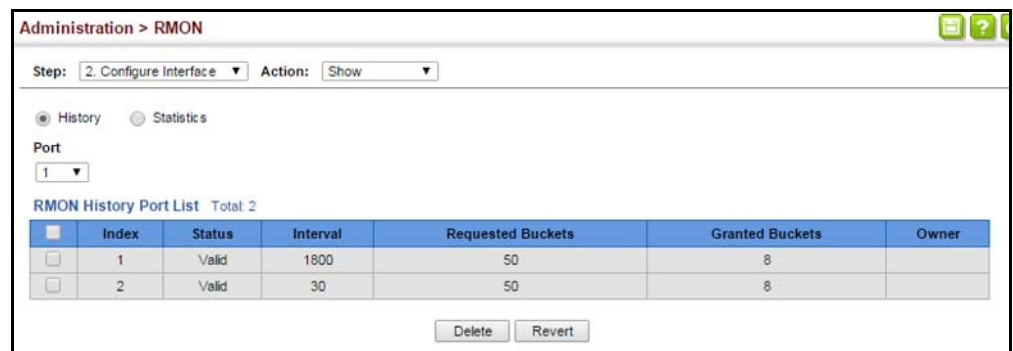 Administration > RMON
?
Step: 2. Configure Interface Action: Show
History Statistics
Port
1
RMON History Port List Total: 2
Index Status Interval Requested Buckets Granted Buckets Owner
1 Valid 1800 50 8
2 Valid 30 50 8
Delete Revert